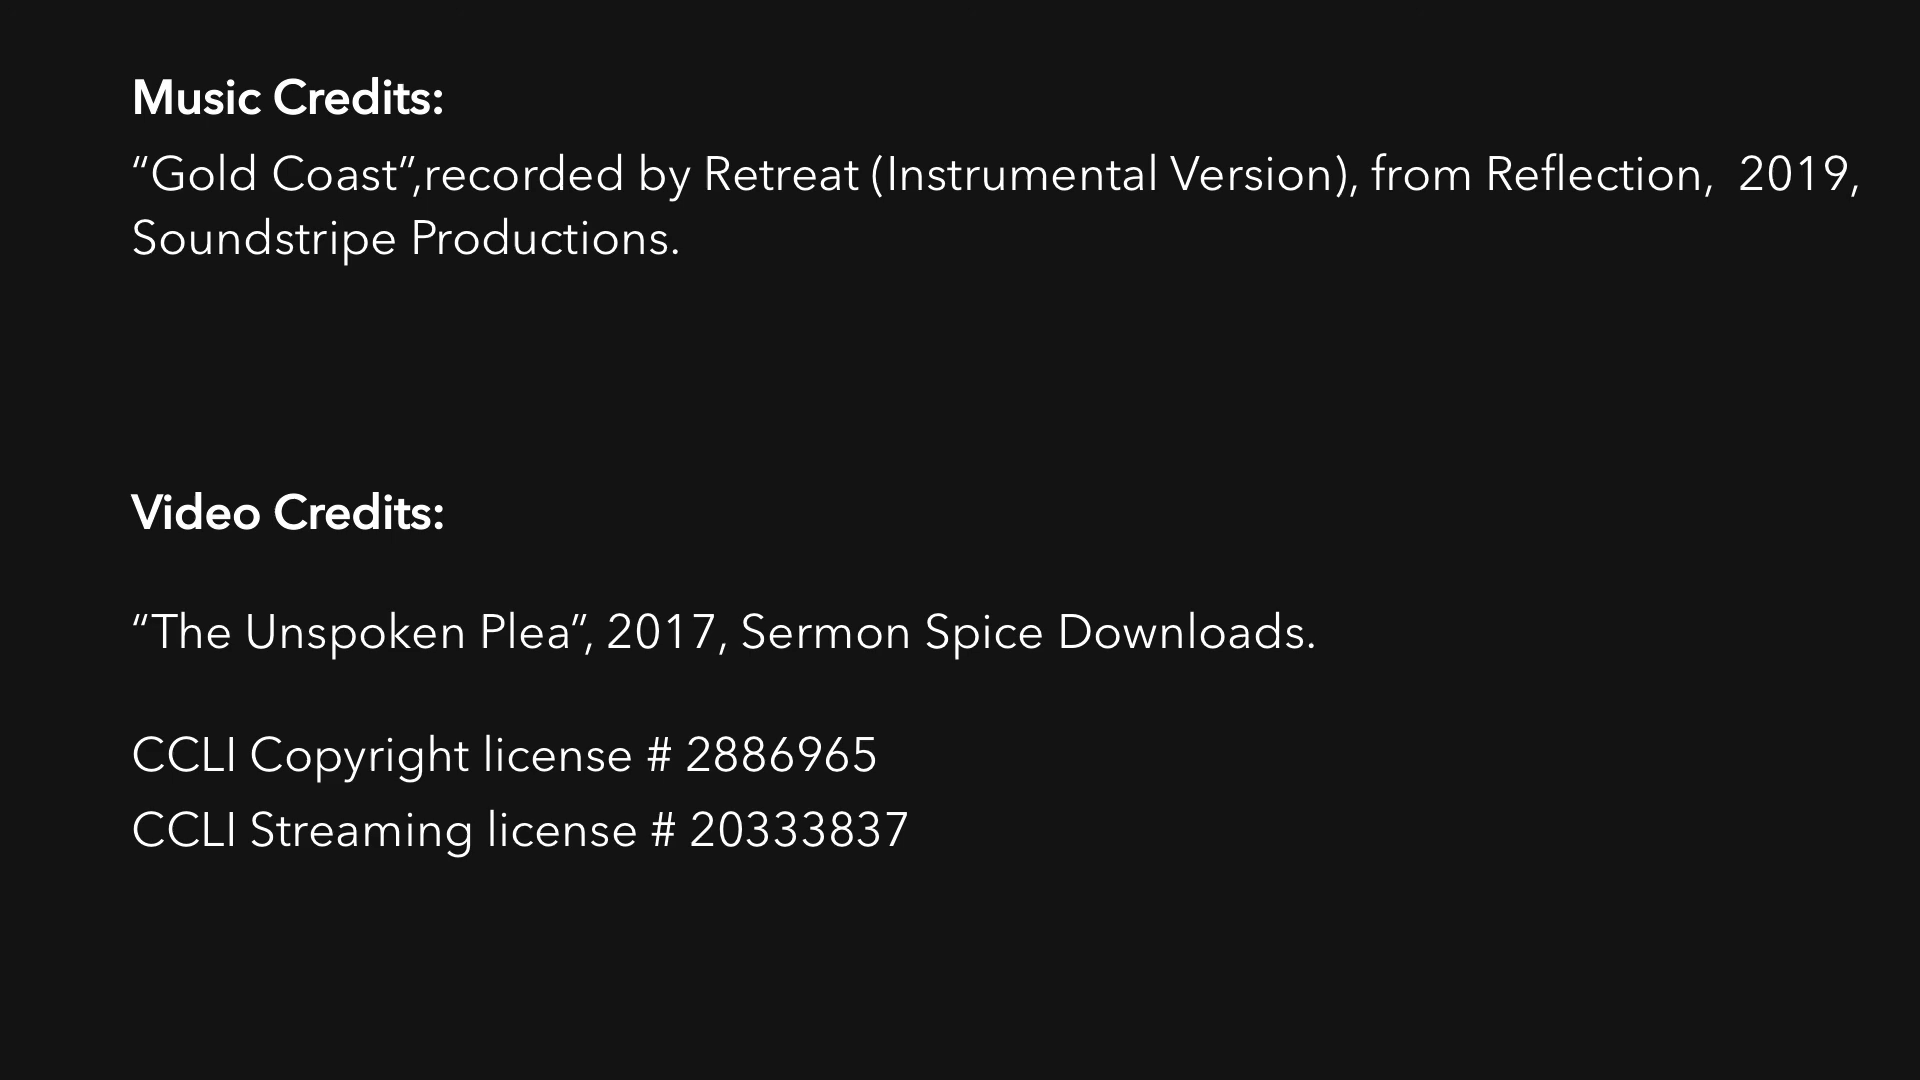 Music Credits:
“Gold Coast”,recorded by Retreat (Instrumental Version), from Reflection,  2019,
Soundstripe Productions.
Video Credits:
“The Unspoken Plea”, 2017, Sermon Spice Downloads.
CCLI Copyright license # 2886965
CCLI Streaming license # 20333837